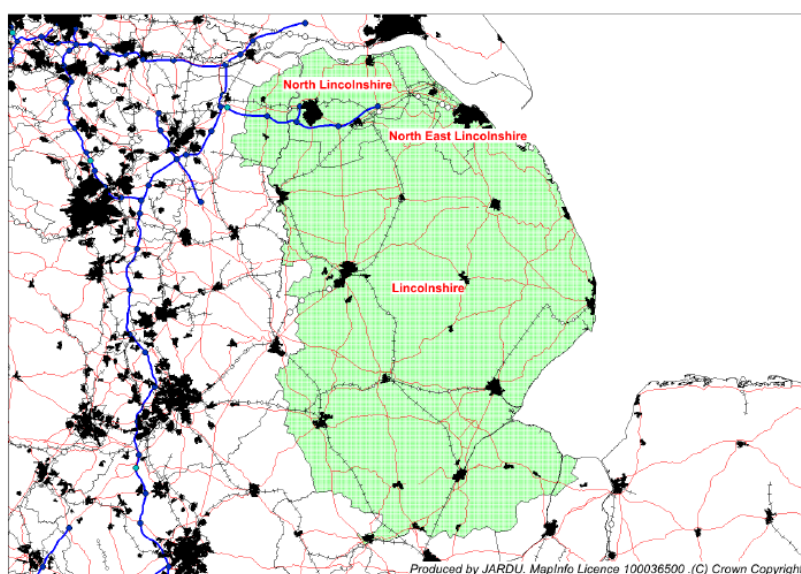 North Lincolnshire
North East Lincolnshire
Lincolnshire
Produced by JARDU. MapInfo Licence 100036500 .(C) Crown Copyright